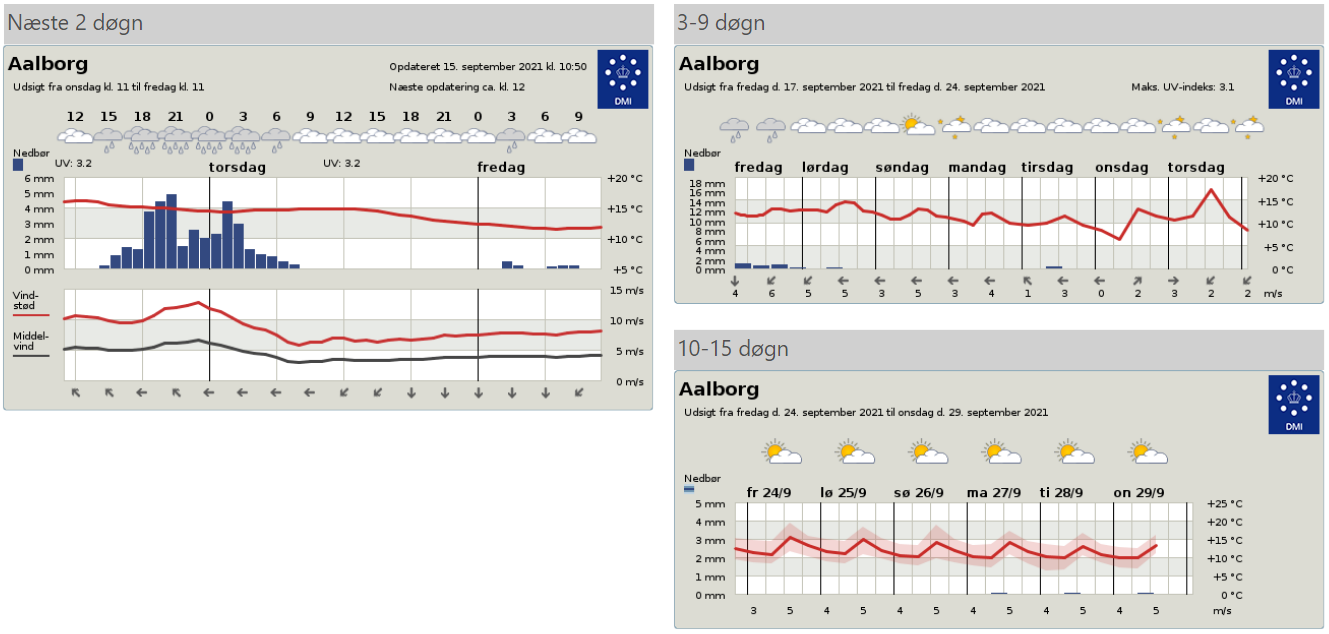 Næste 2 døgn
Aalborg
Opdateret 15. september 2021 kl. 10:50
Udsigt fra onsdag kl. 11 til fredag kl. 11
Næste opdatering ca. kl. 12
DMI
12 15 18 21 0 3 6 9 12 15 18 21 0 3 6 9
Nedbør
UV: 3.2 UV: 3.2
torsdag fredag
6 mm +20 °C
5 mm
4 mm +15 °C
3 mm
2 mm +10 °C
1 mm
0 mm +5 °C
Vind-
stød
15 m/s
10 m/s
Middel-
vind
5 m/s
0 m/s
3-9 døgn
Aalborg
Udsigt fra fredag d. 17. september 2021 til fredag d. 24. september 2021
Maks. UV-indeks: 3.1
DMI
Nedbør
fredag lørdag søndag mandag tirsdag onsdag torsdag
18 mm +20 °C
16 mm
14 mm +15 °C
12 mm
10 mm +10 °C
8 mm
6 mm
4 mm +5 °C
2 mm
0 mm 0 °C
4 6 5 5 3 5 3 4 1 3 0 2 3 2 2 m/s
10-15 døgn
Aalborg
Udsigt fra fredag d. 24. september 2021 til onsdag d. 29. september 2021
DMI
Nedbør
fr 24/9 lø 25/9 sø 26/9 ma 27/9 ti 28/9 on 29/9
5 mm +25 °C
4 mm +20 °C
3 mm +15 °C
2 mm +10 °C
1 mm +5 °C
0 mm 0 °C
3 5 4 5 4 5 4 5 4 5 4 5 m/s